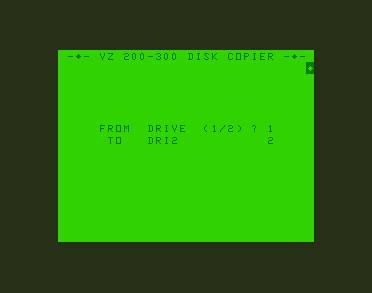 -◆- VZ 200-300 DISK COPIER -◆-
◆
FROM DRIVE (1/2) ? 1
TO DRI2 2